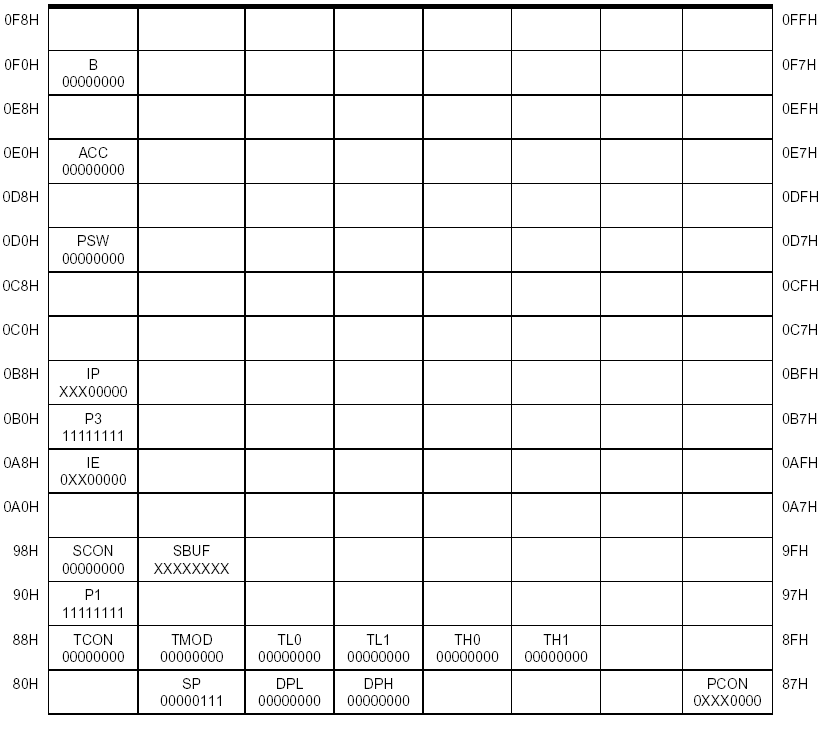 0F8H 0FFH
0F0H B 0F7H
00000000
0E8H 0EFH
0E0H ACC 0E7H
00000000
0D8H 0DFH
0D0H PSW 0D7H
00000000
0C8H 0CFH
0C0H 0C7H
0B8H IP 0BFH
XXX00000
0B0H P3 0B7H
11111111
0A8H IE 0AFH
0XX00000
0A0H 0A7H
98H SCON SBUF 9FH
00000000 XXXXXXXX
90H P1 97H
11111111
88H TCON TMOD TL0 TL1 TH0 TH1 8FH
00000000 00000000 00000000 00000000 00000000 00000000
80H SP DPL DPH PCON 87H
00000111 00000000 00000000 0XXX0000